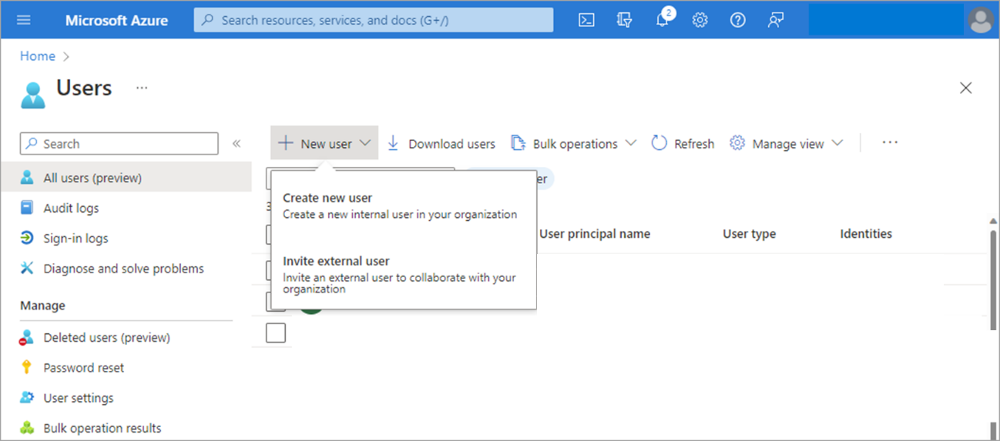 Microsoft Azure
Search resources, services, and docs (G+/)
2
Home
Users
...
Search
«
New user
Download users
Bulk operations
Refresh
Manage view
...
All users (preview)
Audit logs
Sign-in logs
Diagnose and solve problems
Manage
Deleted users (preview)
Password reset
User settings
Bulk operation results
er
3
Create new user
Create a new internal user in your organization
Invite external user
Invite an external user to collaborate with your
organization
User principal name
User type
Identities